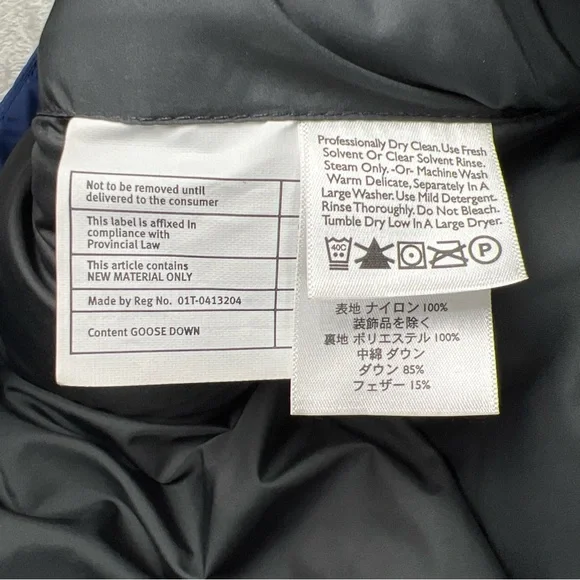 Not to be removed until
delivered to the consumer
This label is affixed in
compliance with
Provincial Law
This article contains
NEW MATERIAL ONLY
Made by Reg No. 01T-0413204
Content GOOSE DOWN
Professionally Dry Clean. Use Fresh
Solvent Or Clear Solvent Rinse.
Steam Only. -Or- Machine Wash
Warm Delicate, Separately In A
Large Washer. Use Mild Detergent.
Rinse Thoroughly. Do Not Bleach.
Tumble Dry Low In A Large Dryer.
40C
P
表地 ナイロン 100%
装飾品を除く
裏地 ポリエステル 100%
中綿 ダウン
ダウン 85%
フェザー 15%